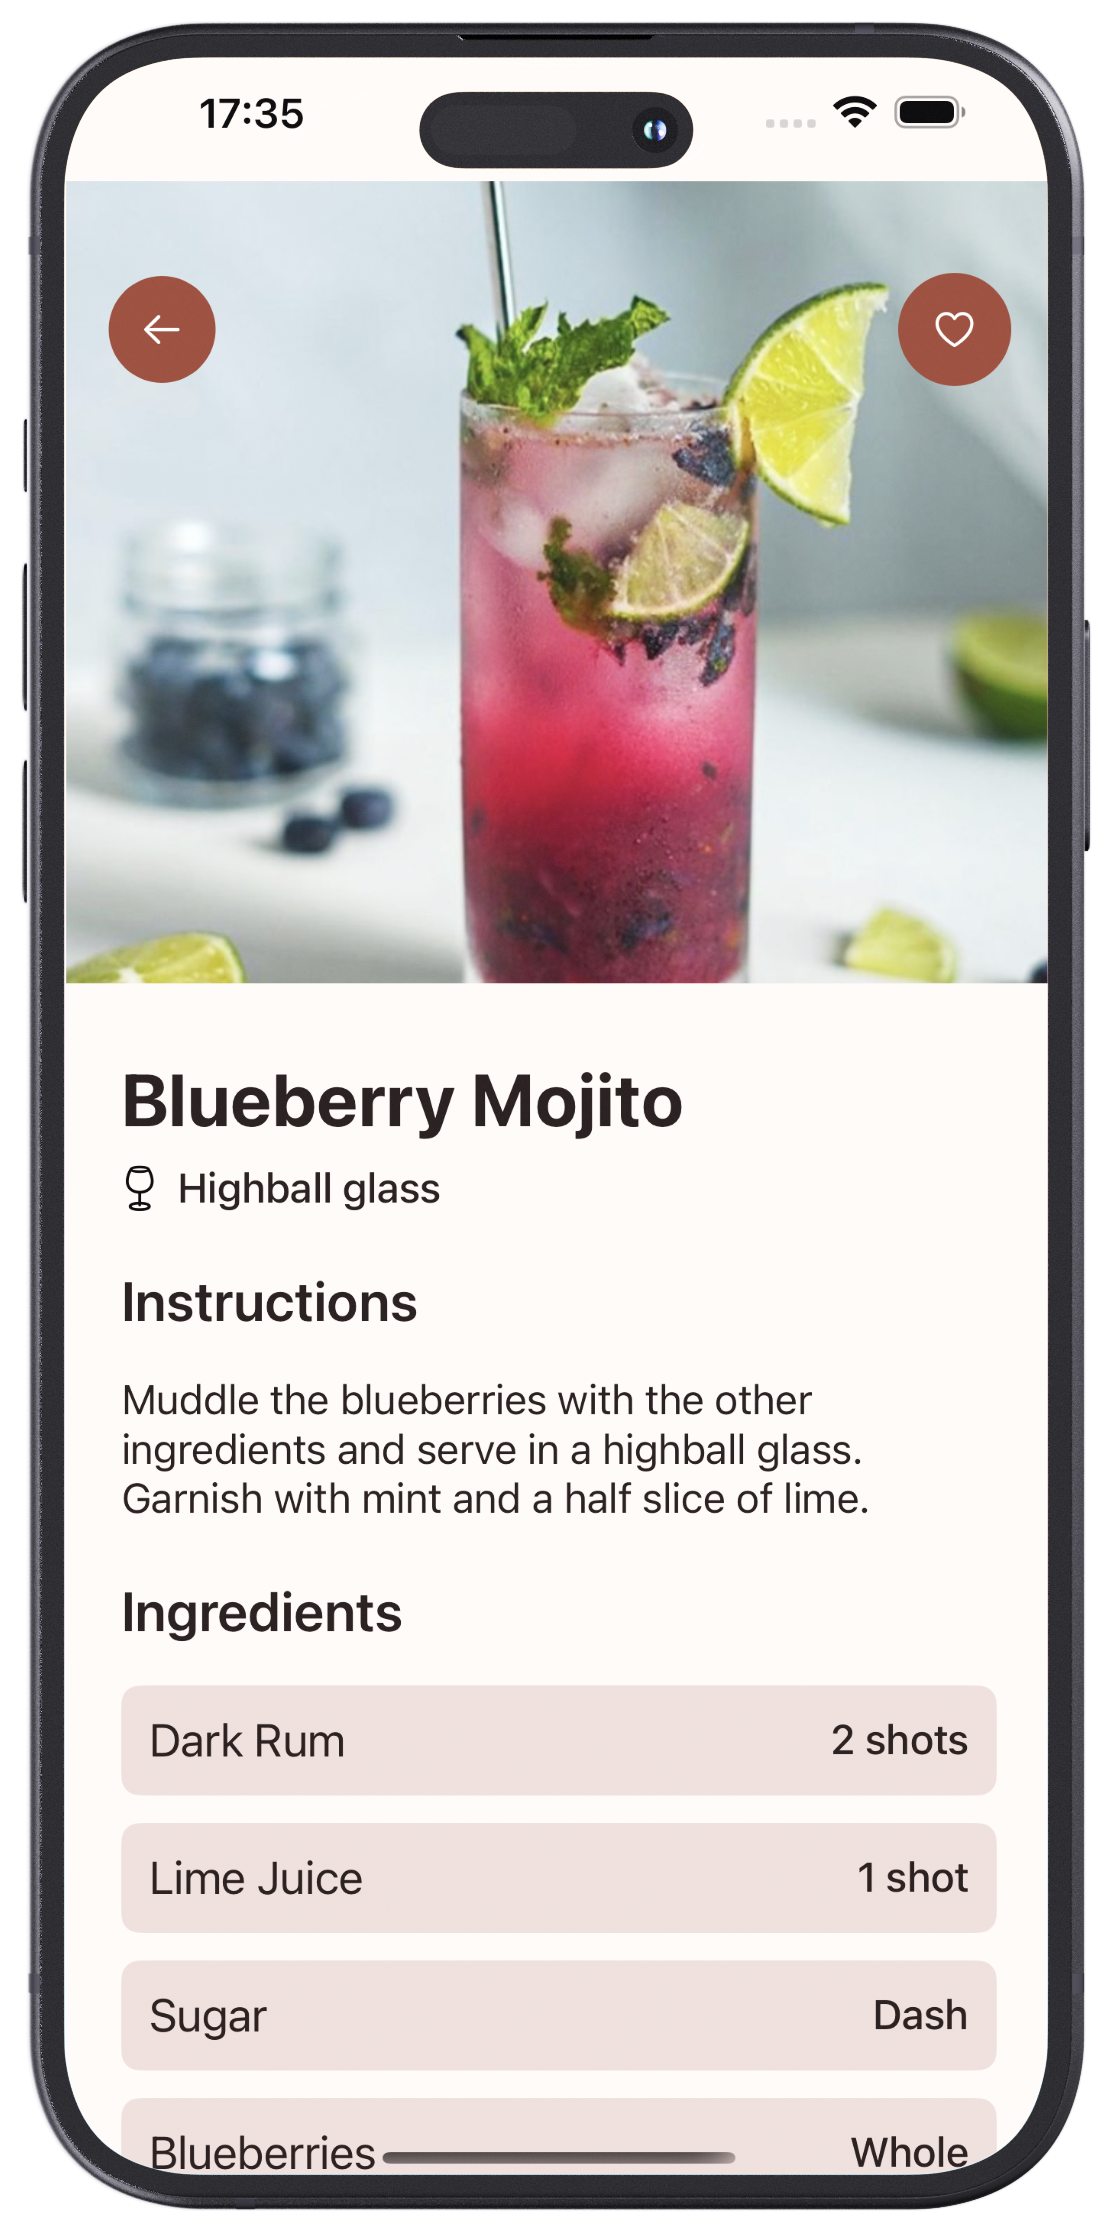 17:35
Blueberry Mojito
Highball glass
Instructions
Muddle the blueberries with the other
ingredients and serve in a highball glass.
Garnish with mint and a half slice of lime.
Ingredients
Dark Rum 2 shots
Lime Juice 1 shot
Sugar Dash
Blueberries Whole